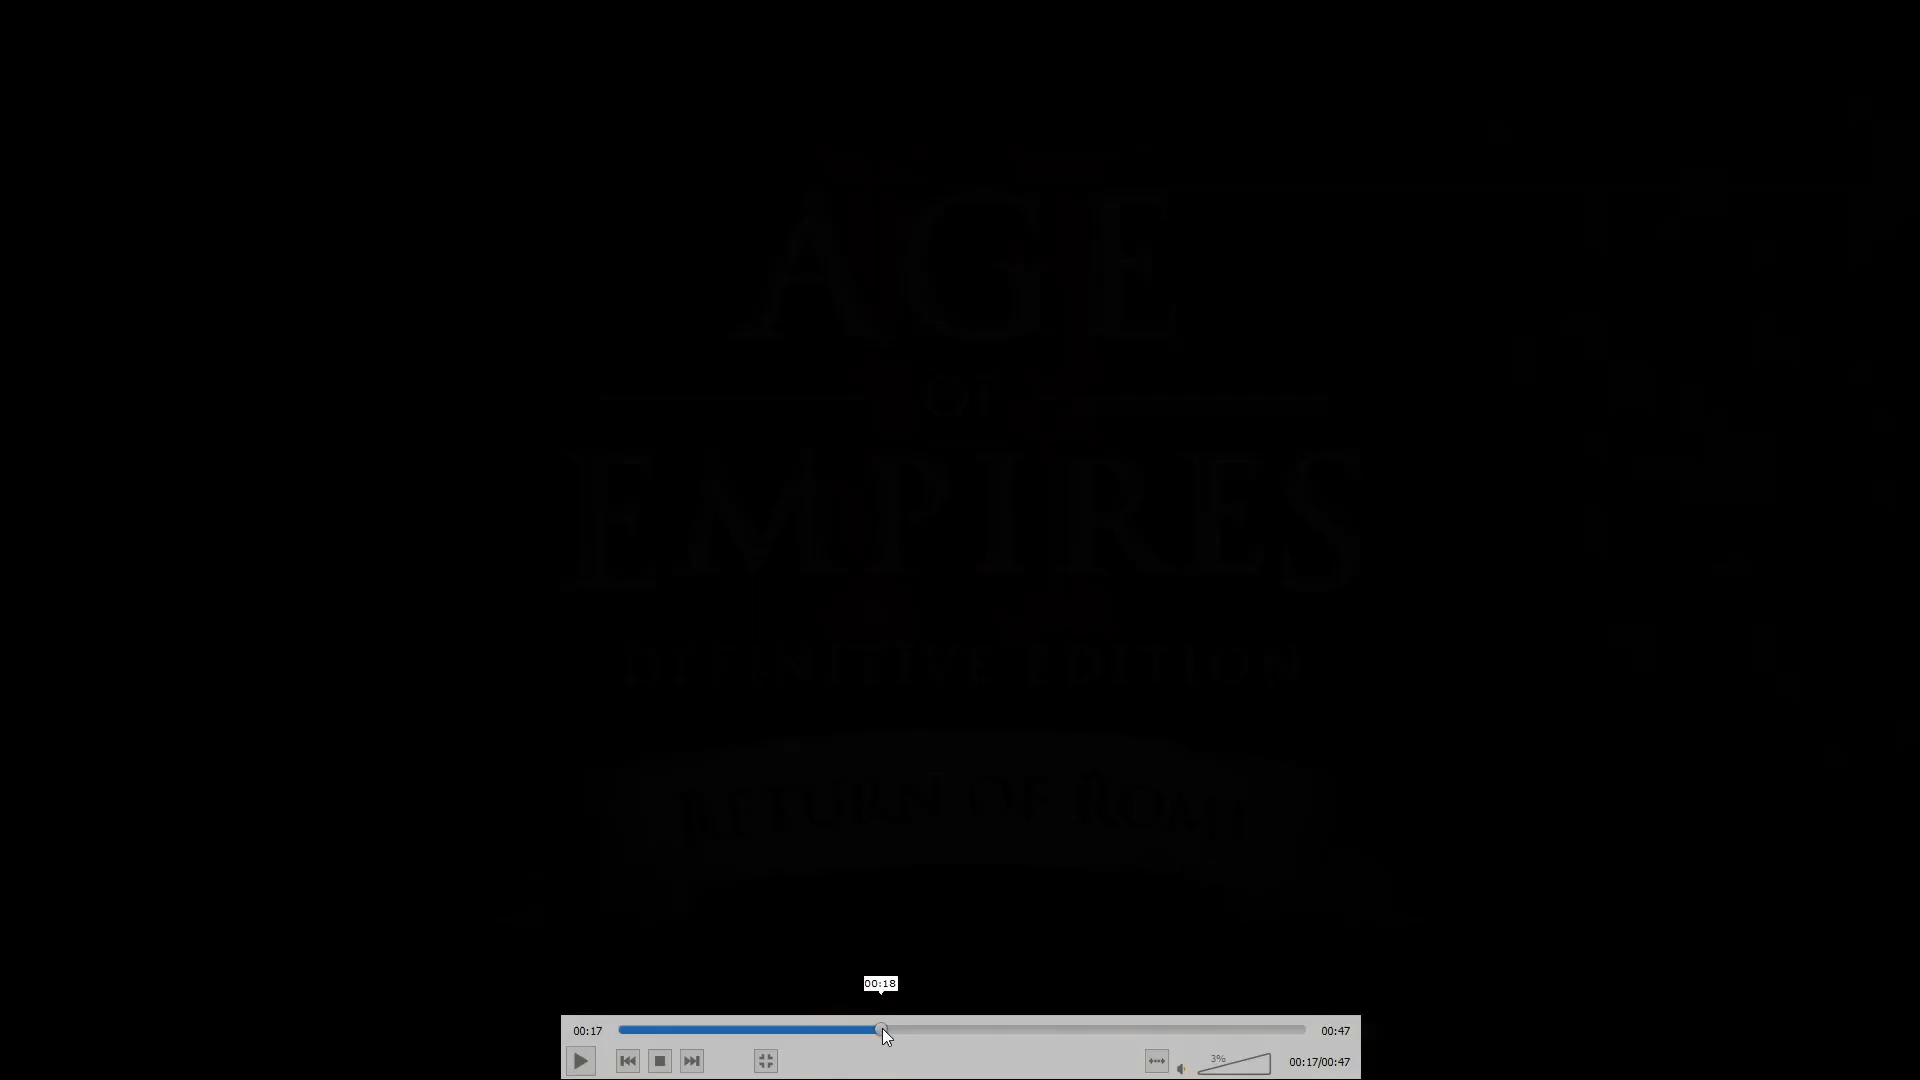 AGE
OF
EMPIRES
DEFINITIVE EDITION
RETURN OF ROME
00:18
00:17
00:47
3%
00:17/00:47